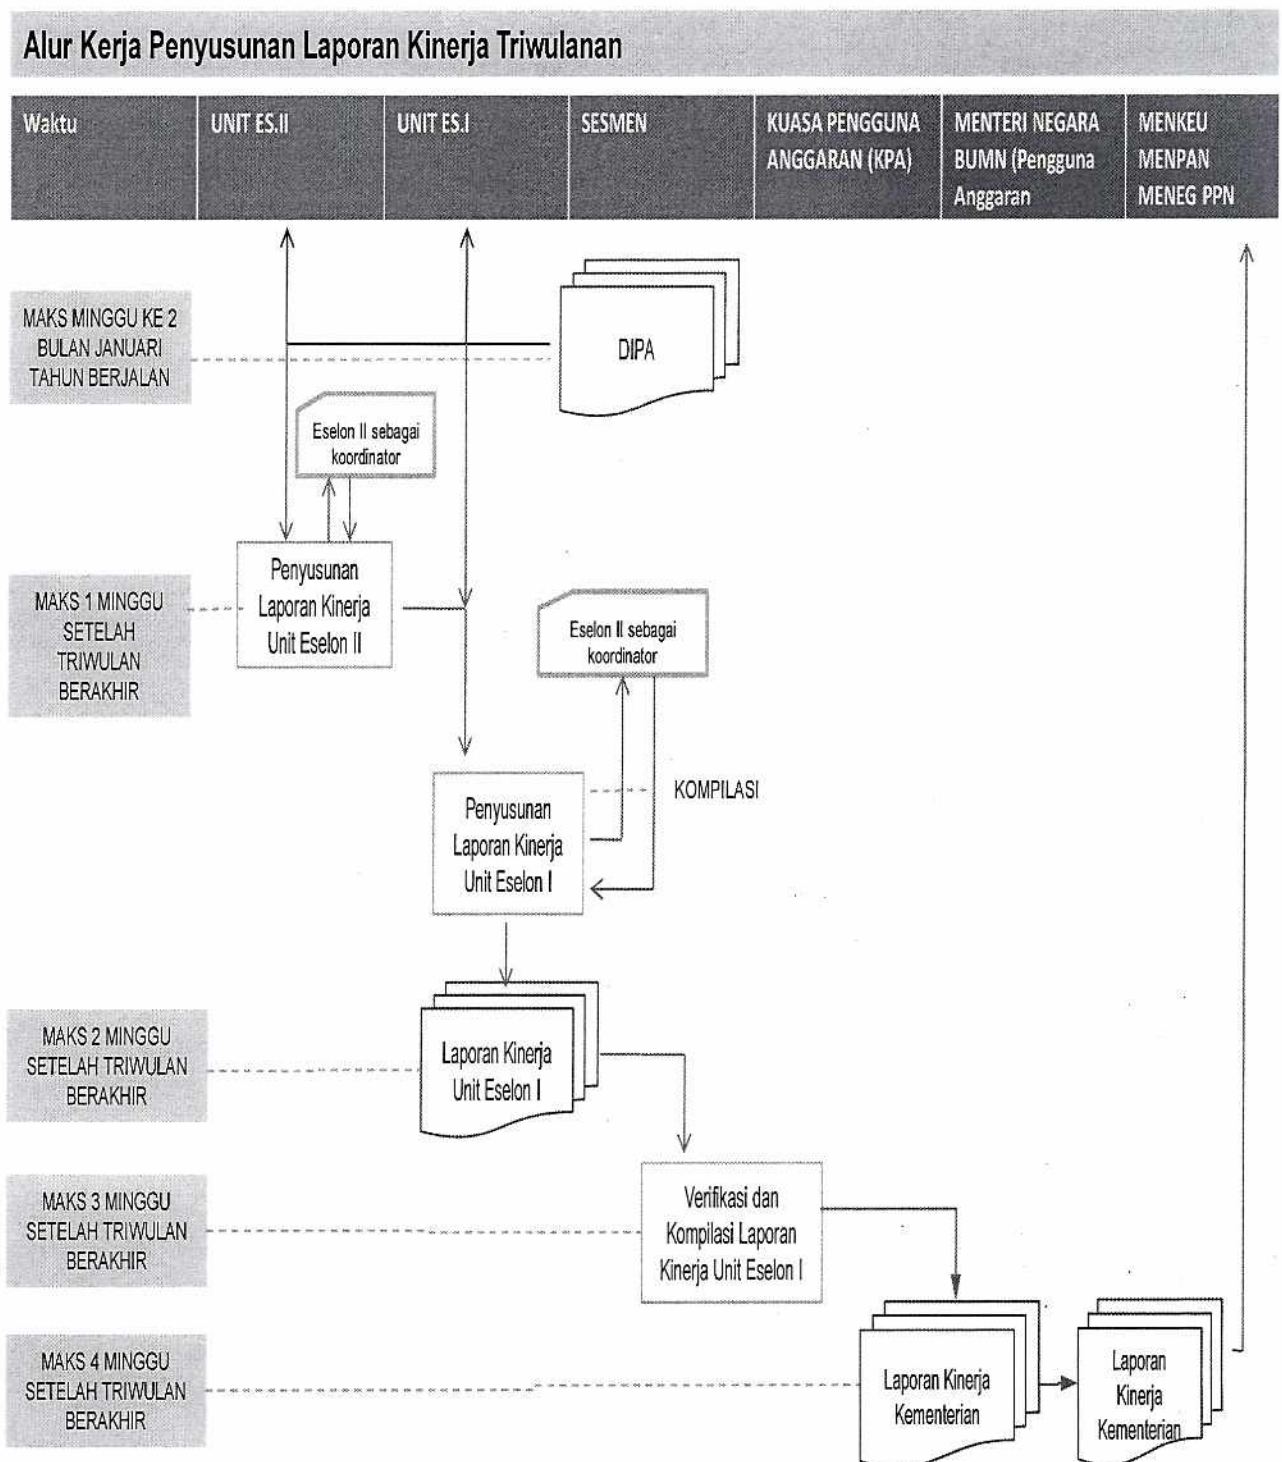 Alur Kerja Penyusunan Laporan Kinerja Triwulanan
Waktu
UNIT ES.II
UNIT ES.I
SESMEN
KUASA PENGGUNA
ANGGARAN (KPA)
MENTERI NEGARA
BUMN (Pengguna
Anggaran
MENKEU
MENPAN
MENEG PPN
MAKS MINGGU KE 2
BULAN JANUARI
TAHUN BERJALAN
DIPA
Eselon II sebagai
koordinator
Penyusunan
Laporan Kinerja
Unit Eselon II
MAKS 1 MINGGU
SETELAH
TRIWULAN
BERAKHIR
Eselon II sebagai
koordinator
KOMPILASI
Penyusunan
Laporan Kinerja
Unit Eselon I
MAKS 2 MINGGU
SETELAH TRIWULAN
BERAKHIR
Laporan Kinerja
Unit Eselon I
MAKS 3 MINGGU
SETELAH TRIWULAN
BERAKHIR
Verifikasi dan
Kompilasi Laporan
Kinerja Unit Eselon I
MAKS 4 MINGGU
SETELAH TRIWULAN
BERAKHIR
Laporan Kinerja
Kementerian
Laporan
Kinerja
Kementerian